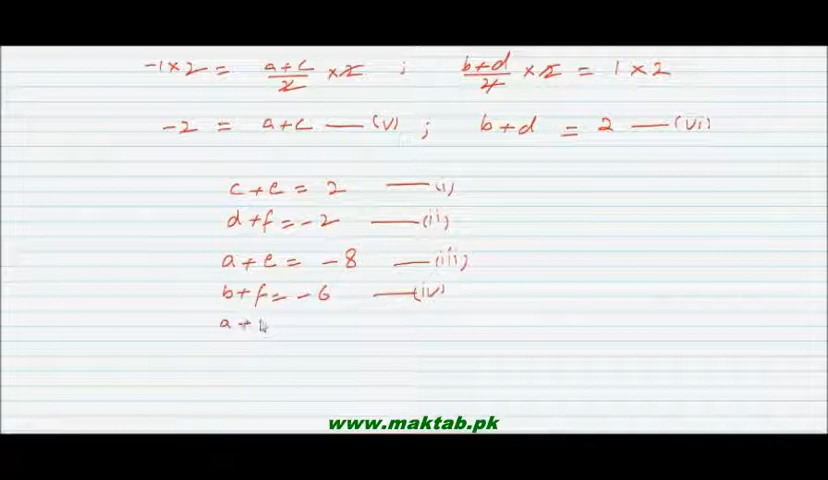 -1 x 2 = a+c/2 x 2 ; b+d/2 x 2 = 1 x 2
-2 = a+c —— (v) ; b+d = 2 —— (vi)
c+e = 2 —— (i)
d+f = -2 —— (ii)
a+e = -8 —— (iii)
b+f = -6 —— (iv)
a +
www.maktab.pk